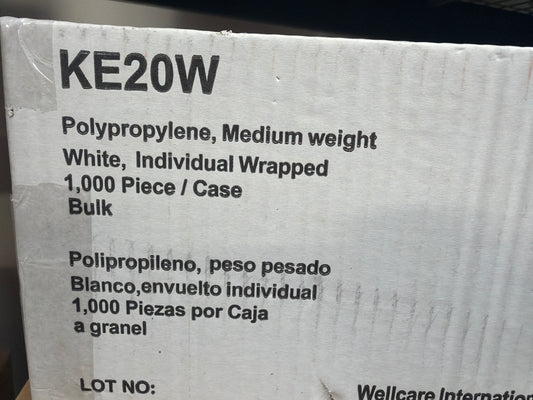 KE20W
Polypropylene, Medium weight
White, Individual Wrapped
1,000 Piece / Case
Bulk
Polipropileno, peso pesado
Blanco,envuelto individual
1,000 Piezas por Caja
a granel
LOT NO:
Wellcare